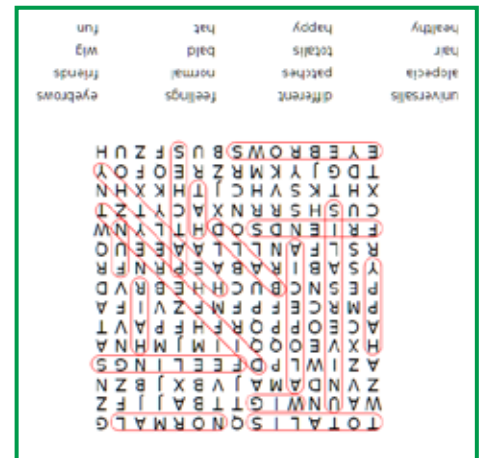 T O T A L I S Q N O R M A L G
W A U N W I G T T B A J J F Z
Z V N D A M A J V B X J B Z N
A Z I W L P D F E E L I N G S
H X V E O Q Q I I M J M H N A
A C E O P P Q R F H F P A V T
P M R C E F P F M F Z V I F A
P E S N C B U C H H E B R V D
Y S A B I R A B A E P R N F R
R S L F A N L L L A A E E U Q
F R I E N D S O D H T L Y N W
C U S H S R R N X A C Y T Z T
X H T K S V H C J T H K X H N
T D G J Y K M R Z R E O F O Y
E Y E B R O W S B U S F Z U H
universalis different feelings eyebrows
alopecia patches normal friends
hair totalis bald wig
healthy happy hat fun